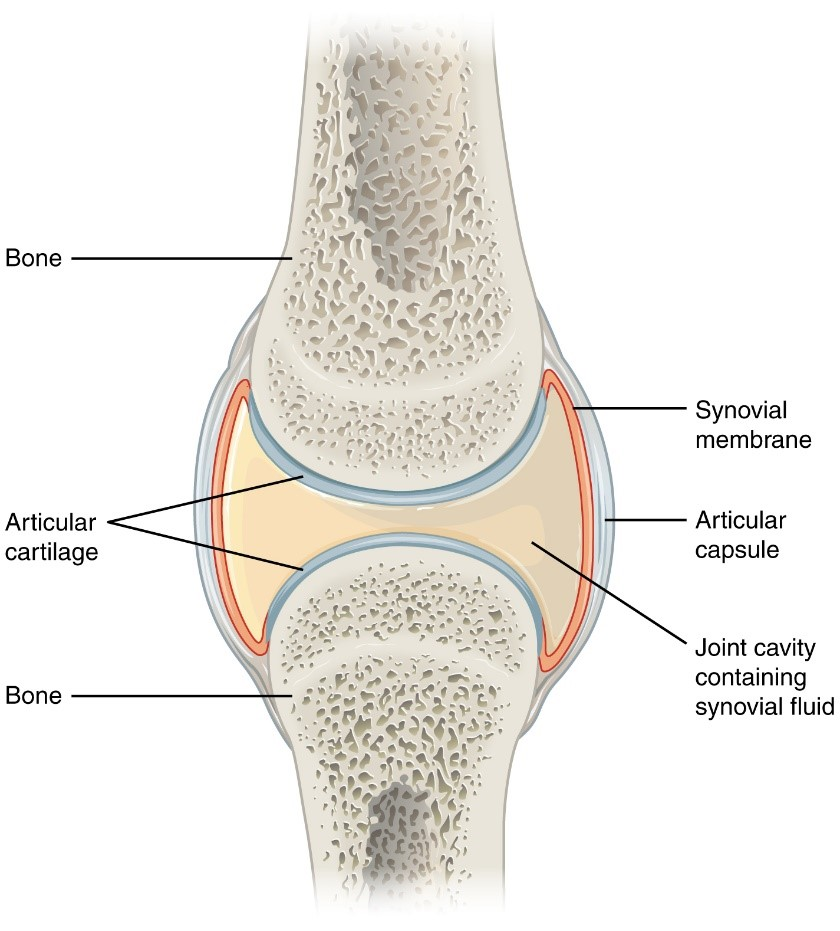 Bone
Articular
cartilage
Bone
Synovial
membrane
Articular
capsule
Joint cavity
containing
synovial fluid